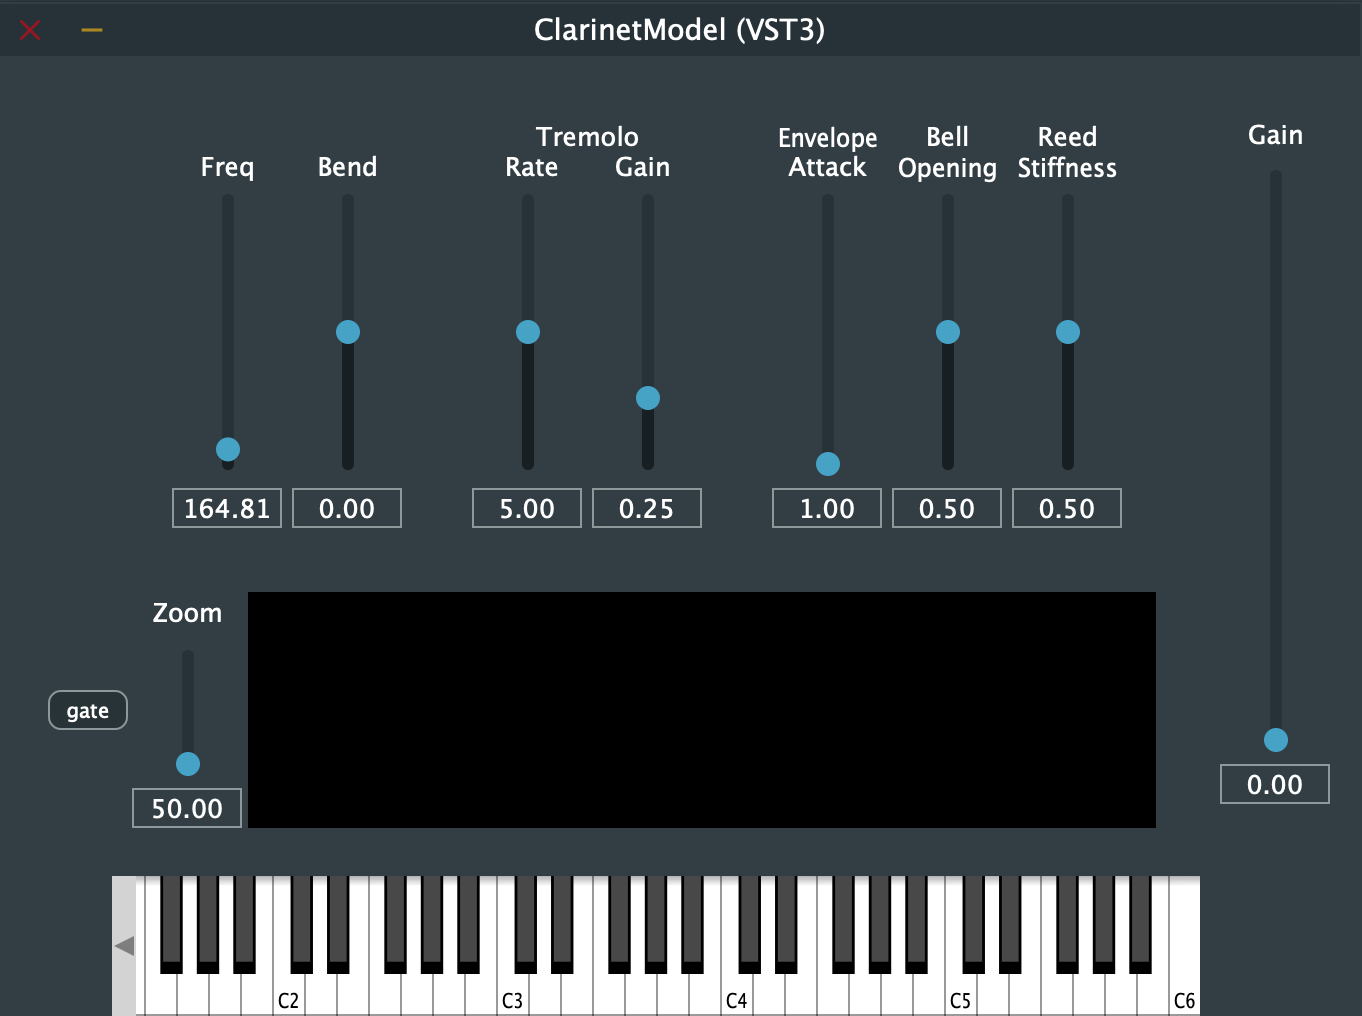 ClarinetModel (VST3)
Tremolo
Envelope
Bell
Reed
Gain
Freq
Bend
Rate
Gain
Attack
Opening
Stiffness
164.81
0.00
5.00
0.25
1.00
0.50
0.50
Zoom
gate
50.00
0.00
C2
C3
C4
C5
C6